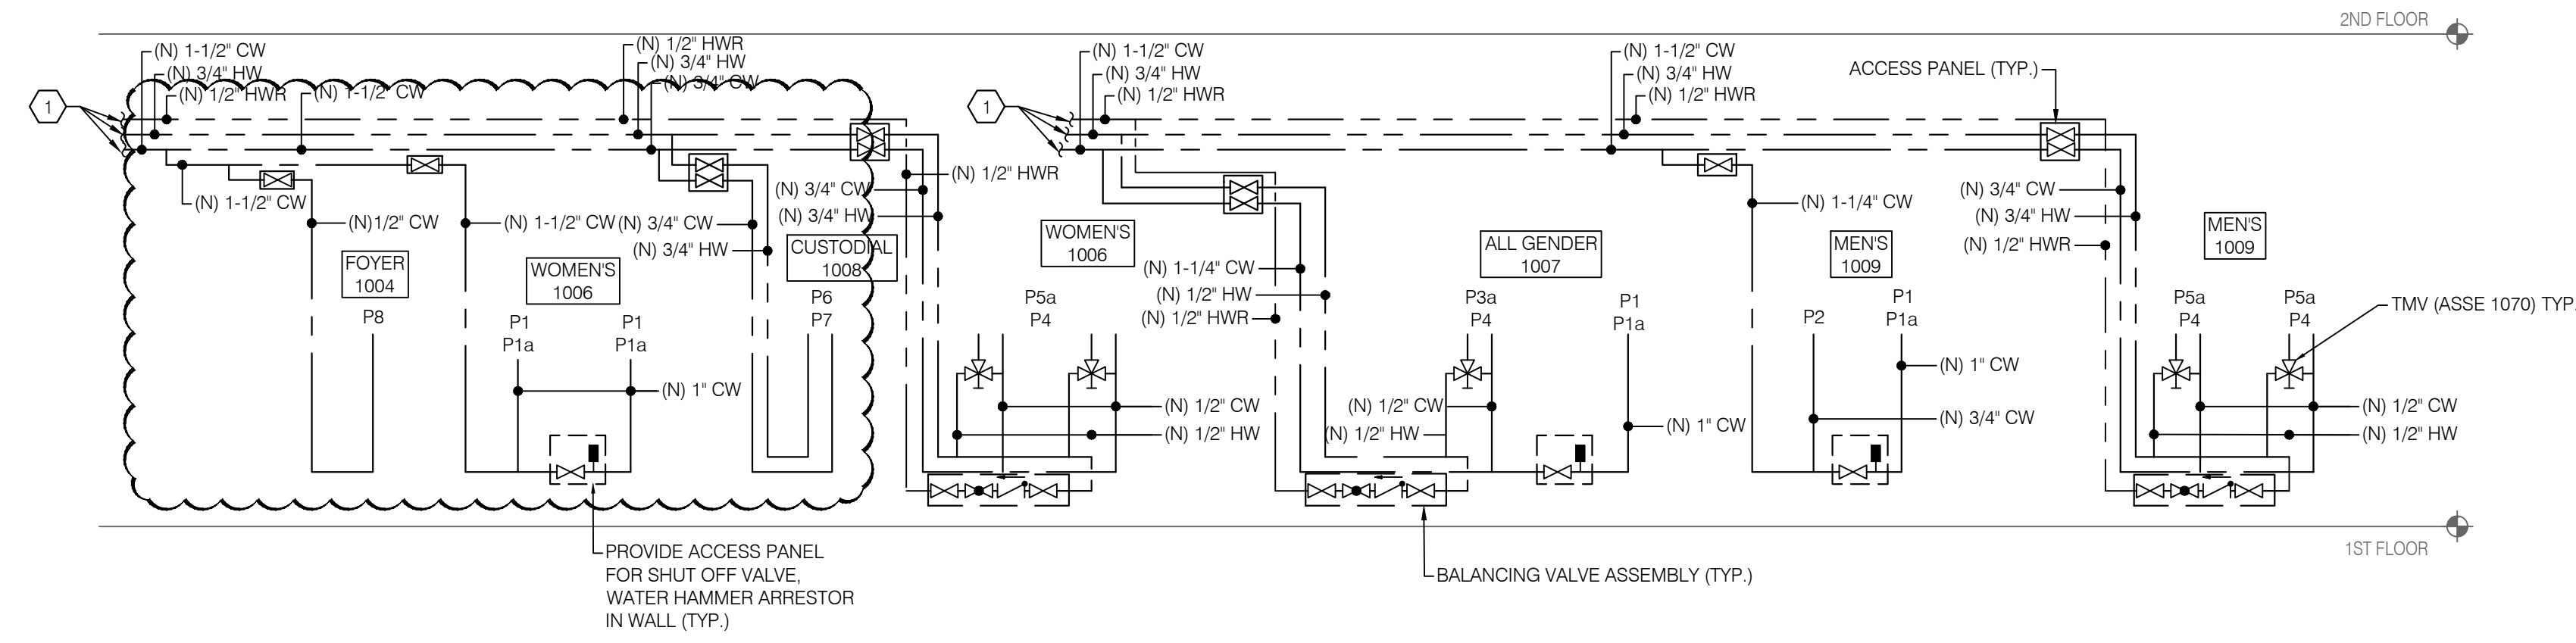 2ND FLOOR
(N) 1-1/2" CW
(N) 3/4" HW
(N) 1/2" HWR
(N) 1-1/2" CW
(N) 1/2" HWR
(N) 3/4" HW
(N) 3/4" CW
(N) 1-1/2" CW
(N) 3/4" HW
(N) 1/2" HWR
(N) 1-1/2" CW
(N) 3/4" HW
(N) 1/2" HWR
ACCESS PANEL (TYP.)
1
1
(N) 1-1/2" CW
(N)1/2" CW
(N) 1-1/2" CW
(N) 3/4" CW
(N) 3/4" HW
(N) 1/2" HWR
(N) 3/4" CW
(N) 3/4" HW
FOYER
1004
P8
WOMEN'S
1006
P1
P1a
P1
P1a
(N) 1" CW
CUSTODIAL
1008
P6
P7
WOMEN'S
1006
P5a
P4
(N) 1/2" CW
(N) 1/2" HW
(N) 1-1/4" CW
(N) 1/2" HW
(N) 1/2" HWR
ALL GENDER
1007
P3a
P4
P1
P1a
(N) 1/2" CW
(N) 1/2" HW
(N) 1" CW
(N) 1-1/4" CW
MEN'S
1009
P2
P1
P1a
(N) 1" CW
(N) 3/4" CW
(N) 3/4" CW
(N) 3/4" HW
(N) 1/2" HWR
MEN'S
1009
P5a
P4
P5a
P4
TMV (ASSE 1070) TYP.
(N) 1/2" CW
(N) 1/2" HW
1ST FLOOR
PROVIDE ACCESS PANEL
FOR SHUT OFF VALVE,
WATER HAMMER ARRESTOR
IN WALL (TYP.)
BALANCING VALVE ASSEMBLY (TYP.)